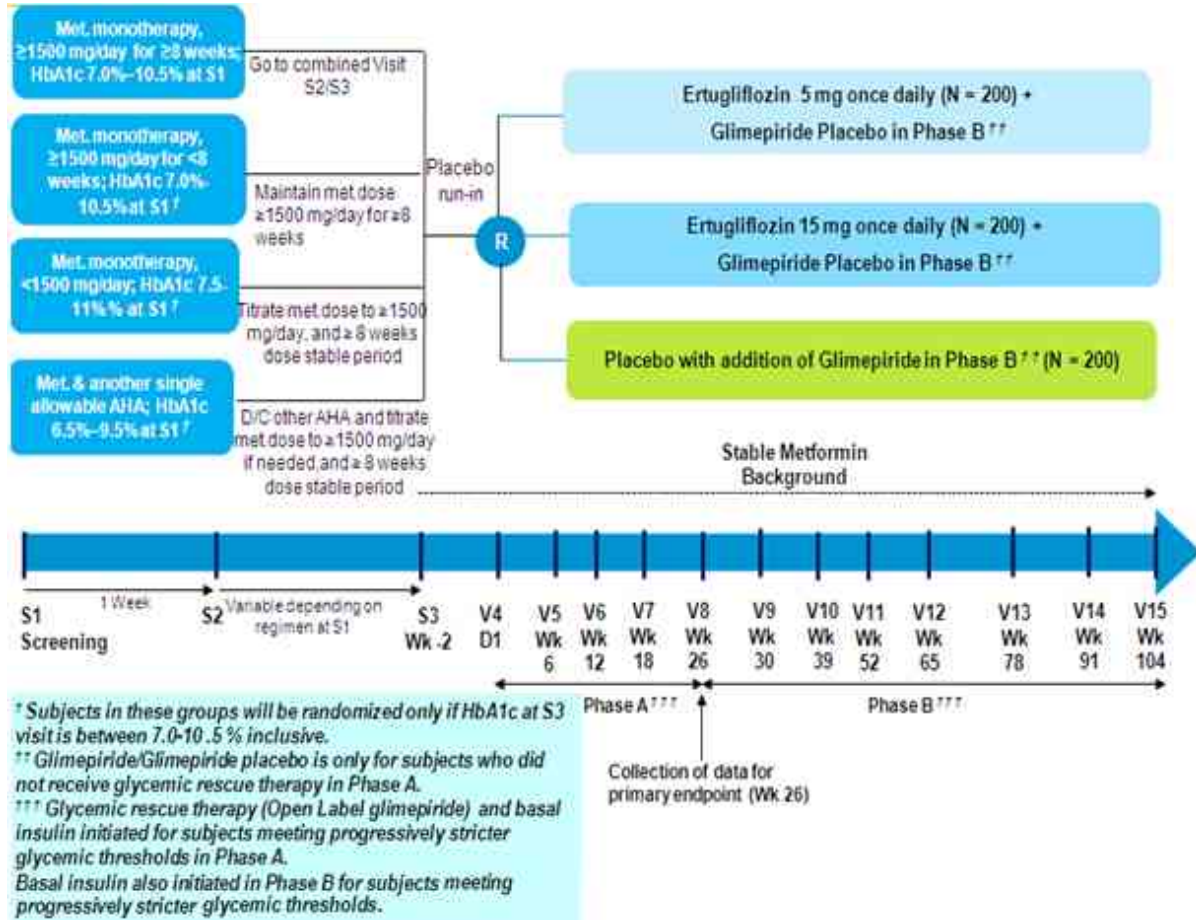 Met. monotherapy,
≥1500 mg/day for ≥8 weeks;
HbA1c 7.0%–10.5% at S1
Go to combined Visit
S2/S3
Met. monotherapy,
≥1500 mg/day for <8
weeks; HbA1c 7.0%-
10.5% at S1 †
Maintain met dose
≥1500 mg/day for ≥8
weeks
Met. monotherapy,
<1500 mg/day; HbA1c 7.5-
11%% at S1 †
Titrate met dose to ≥1500
mg/day, and ≥ 8 weeks
dose stable period
Met. & another single
allowable AHA; HbA1c
6.5%–9.5% at S1 †
D/C other AHA and titrate
met dose to ≥1500 mg/day
if needed, and ≥ 8 weeks
dose stable period
Placebo
run-in
R
Ertugliflozin 5 mg once daily (N = 200) +
Glimepiride Placebo in Phase B ††
Ertugliflozin 15 mg once daily (N = 200) +
Glimepiride Placebo in Phase B ††
Placebo with addition of Glimepiride in Phase B †† (N = 200)
Stable Metformin
Background
1 Week
Variable depending on
regimen at S1
S1
Screening
S2
S3
Wk -2
V4
D1
V5
Wk
6
V6
Wk
12
V7
Wk
18
V8
Wk
26
V9
Wk
30
V10
Wk
39
V11
Wk
52
V12
Wk
65
V13
Wk
78
V14
Wk
91
V15
Wk
104
Phase A †††
Phase B †††
Collection of data for
primary endpoint (Wk 26)
† Subjects in these groups will be randomized only if HbA1c at S3
visit is between 7.0-10 .5 % inclusive.
†† Glimepiride/Glimepiride placebo is only for subjects who did
not receive glycemic rescue therapy in Phase A.
††† Glycemic rescue therapy (Open Label glimepiride) and basal
insulin initiated for subjects meeting progressively stricter
glycemic thresholds in Phase A.
Basal insulin also initiated in Phase B for subjects meeting
progressively stricter glycemic thresholds.